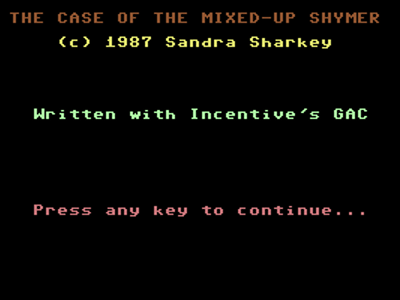 THE CASE OF THE MIXED-UP SHYMER
(c) 1987 Sandra Sharkey
Written with Incentive's GAC
Press any key to continue...